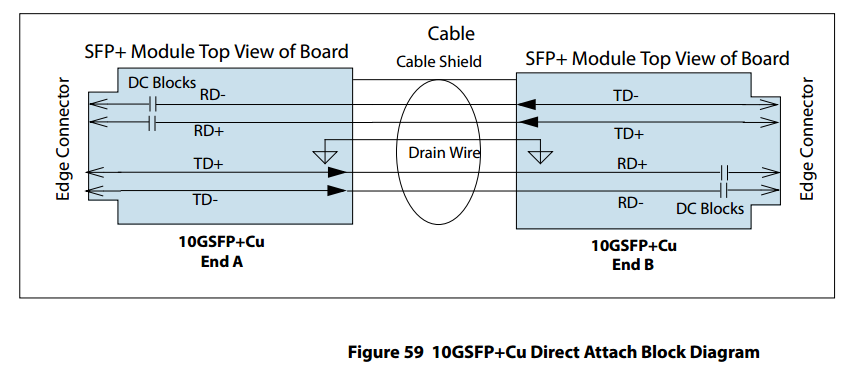 Cable
SFP+ Module Top View of Board
Cable Shield
SFP+ Module Top View of Board
Edge Connector
DC Blocks
RD-
RD+
TD+
TD-
Drain Wire
TD-
TD+
RD+
RD-
DC Blocks
Edge Connector
10GSFP+Cu
End A
10GSFP+Cu
End B
Figure 59 10GSFP+Cu Direct Attach Block Diagram